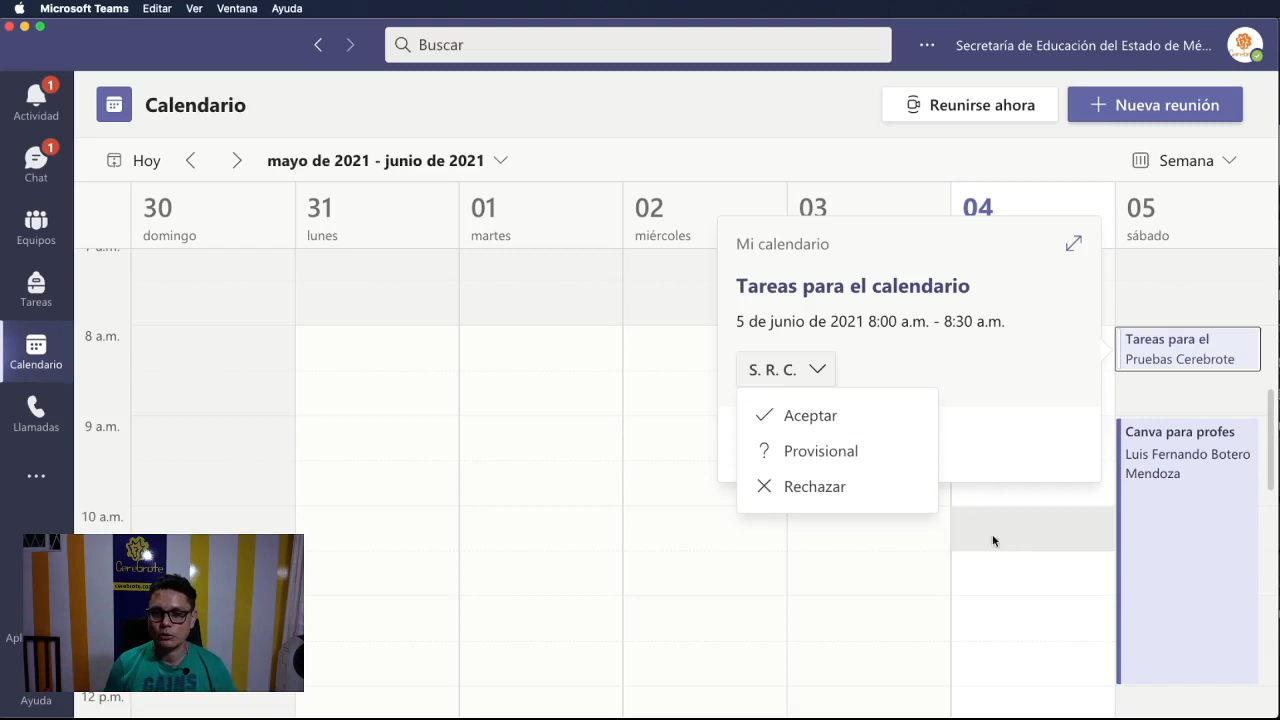 Microsoft Teams Editar Ver Ventana Ayuda
Buscar
Secretaría de Educación del Estado de Mé...
1
Actividad
1
Chat
Equipos
Tareas
Calendario
Llamadas
Apl
Ayuda
Calendario
Reunirse ahora
Nueva reunión
Hoy
mayo de 2021 - junio de 2021
Semana
30 31 01 02 03 04 05
domingo lunes martes miércoles sábado
8 a.m.
9 a.m.
10 a.m.
12 p.m.
Mi calendario
Tareas para el calendario
5 de junio de 2021 8:00 a.m. - 8:30 a.m.
S. R. C.
Aceptar
Provisional
Rechazar
Tareas para el
Pruebas Cerebrote
Canva para profes
Luis Fernando Botero
Mendoza
Cerebrote